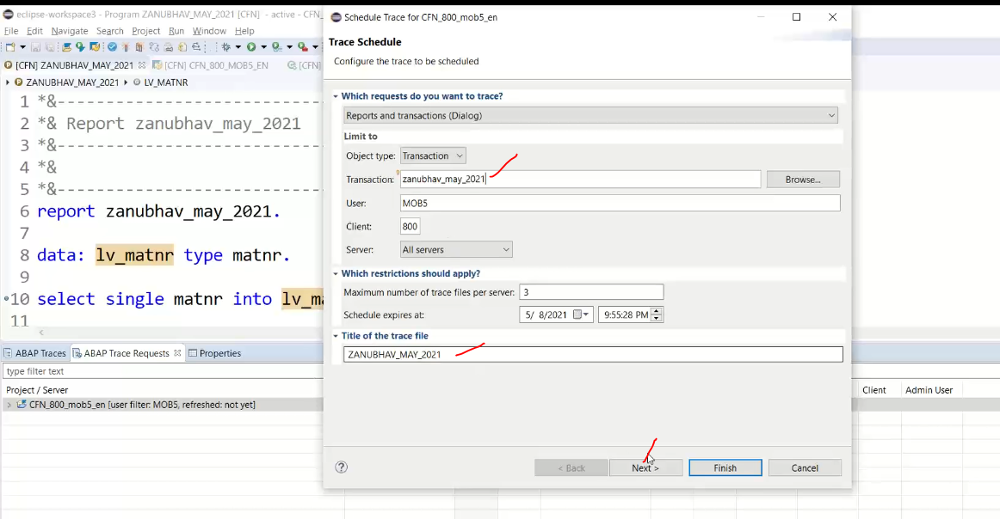 eclipse-workspace3 - Program ZANUBHAV_MAY_2021 [CFN] - active - CFN_
File Edit Navigate Search Project Run Window Help
[CFN] ZANUBHAV_MAY_2021 [CFN] CFN_800_MOB5_EN [CFN]
ZANUBHAV_MAY_2021 LV_MATNR
1 *&---------------------------
2 *& Report zanubhav_may_2021
3 *&---------------------------
4 *&
5 *&---------------------------
6 report zanubhav_may_2021.
7
8 data: lv_matnr type matnr.
9
10 select single matnr into
11
ABAP Traces ABAP Trace Requests Properties
type filter text
Project / Server
CFN_800_mob5_en [user filter: MOB5, refreshed: not yet]
Client Admin User
Schedule Trace for CFN_800_mob5_en
Trace Schedule
Configure the trace to be scheduled
Which requests do you want to trace?
Reports and transactions (Dialog)
Limit to
Object type: Transaction
Transaction: zanubhav_may_2021 Browse...
User: MOB5
Client: 800
Server: All servers
Which restrictions should apply?
Maximum number of trace files per server: 3
Schedule expires at: 5/ 8/2021 9:55:28 PM
Title of the trace file
ZANUBHAV_MAY_2021
? < Back Next > Finish Cancel